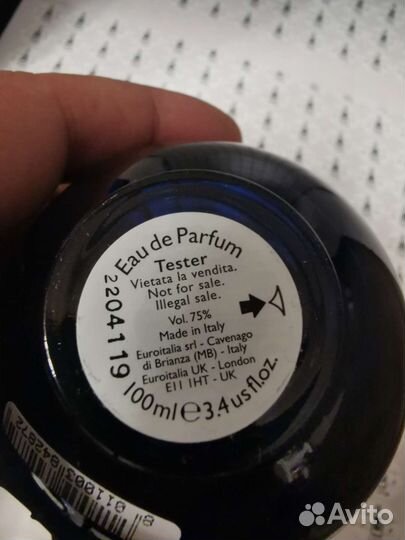 Eau de Parfum
Tester
Vietata la vendita.
Not for sale.
Illegal sale.
Vol. 75%
Made in Italy
Euroitalia srl - Cavenago
di Brianza (MB) - Italy
Euroitalia UK - London
E11 1HT - UK
100ml℮3.4us fl.oz.
2204119
Avito